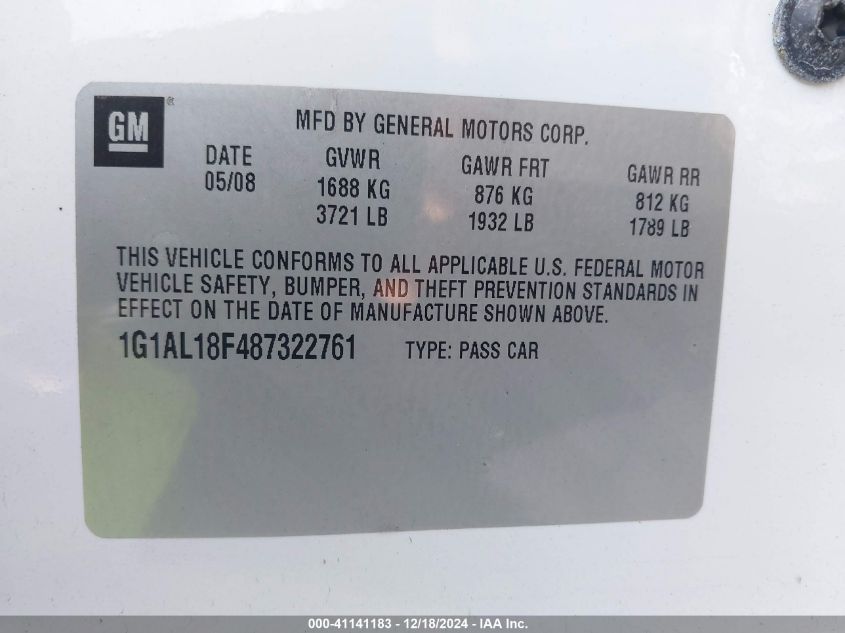 GM®
MFD BY GENERAL MOTORS CORP.
DATE GVWR GAWR FRT GAWR RR
05/08 1688 KG 876 KG 812 KG
3721 LB 1932 LB 1789 LB
THIS VEHICLE CONFORMS TO ALL APPLICABLE U.S. FEDERAL MOTOR
VEHICLE SAFETY, BUMPER, AND THEFT PREVENTION STANDARDS IN
EFFECT ON THE DATE OF MANUFACTURE SHOWN ABOVE.
1G1AL18F487322761 TYPE: PASS CAR
000-41141183 - 12/18/2024 - IAA Inc.